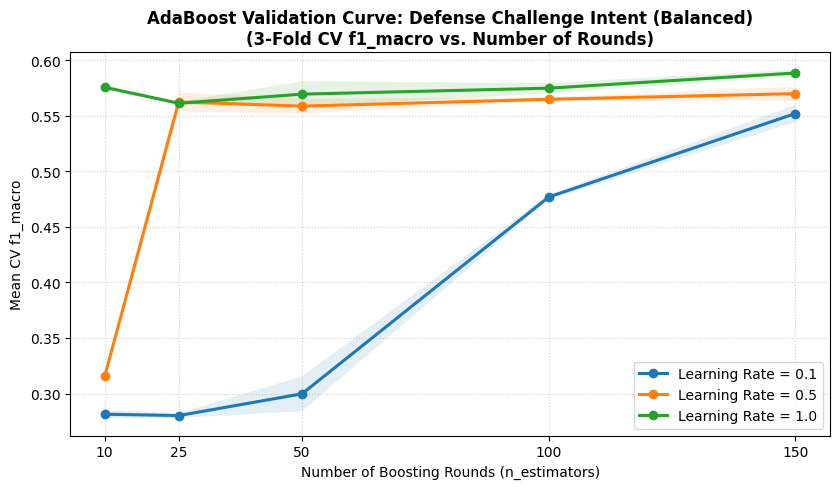 AdaBoost Validation Curve: Defense Challenge Intent (Balanced)
(3-Fold CV f1_macro vs. Number of Rounds)
Mean CV f1_macro
0.60
0.55
0.50
0.45
0.40
0.35
0.30
10
25
50
100
150
Number of Boosting Rounds (n_estimators)
Learning Rate = 0.1
Learning Rate = 0.5
Learning Rate = 1.0